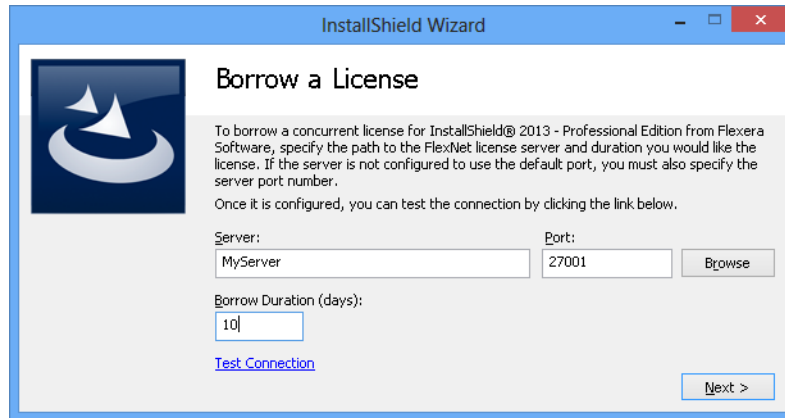 InstallShield Wizard
Borrow a License
To borrow a concurrent license for InstallShield® 2013 - Professional Edition from Flexera
Software, specify the path to the FlexNet license server and duration you would like the
license. If the server is not configured to use the default port, you must also specify the
server port number.
Once it is configured, you can test the connection by clicking the link below.
Server: Port:
MyServer 27001 Browse
Borrow Duration (days):
10
Test Connection
Next >